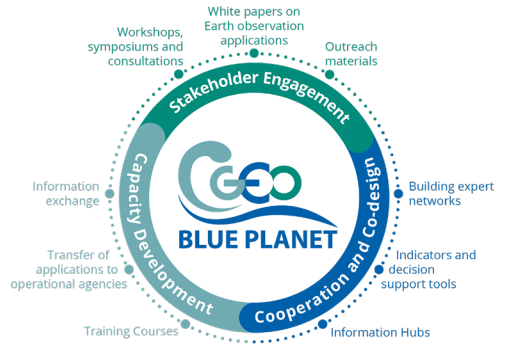 White papers on
Earth observation
applications
Workshops,
symposiums and
consultations
Outreach
materials
Stakeholder Engagement
Capacity Development
Cooperation and Co-design
GEO
BLUE PLANET
Information
exchange
Building expert
networks
Transfer of
applications to
operational agencies
Indicators and
decision
support tools
Training Courses
Information Hubs